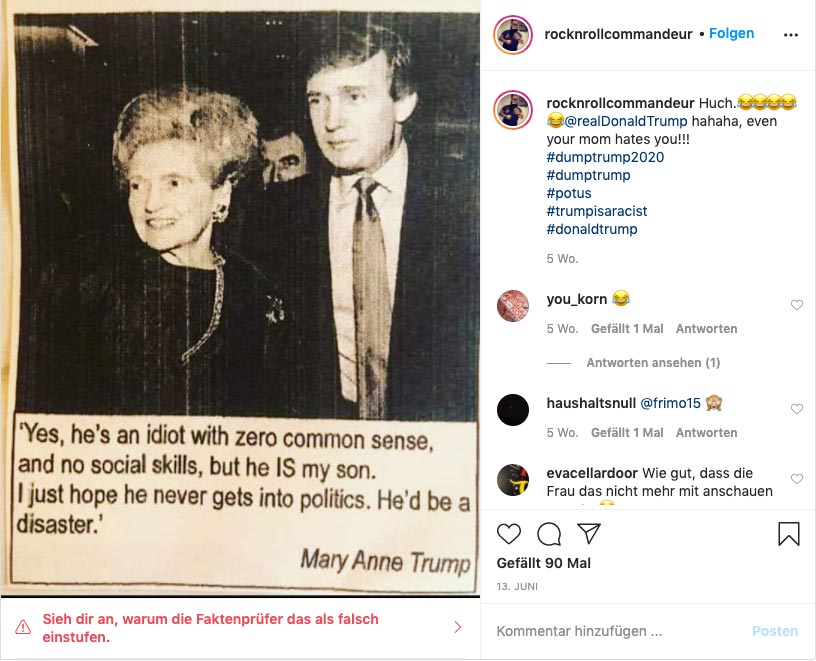 'Yes, he's an idiot with zero common sense,
and no social skills, but he IS my son.
I just hope he never gets into politics. He'd be a
disaster.'
Mary Anne Trump
Sieh dir an, warum die Faktenprüfer das als falsch
einstufen.
rocknrollcommandeur • Folgen
rocknrollcommandeur Huch.😂😂😂😂
😂@realDonaldTrump hahaha, even
your mom hates you!!!
#dumptrump2020
#dumptrump
#potus
#trumpisaracist
#donaldtrump
5 Wo.
you_korn 😂
5 Wo. Gefällt 1 Mal Antworten
Antworten ansehen (1)
haushaltsnull @frimo15 🙈
5 Wo. Gefällt 1 Mal Antworten
evacellardoor Wie gut, dass die
Frau das nicht mehr mit anschauen
Gefällt 90 Mal
13. JUNI
Kommentar hinzufügen ...
Posten